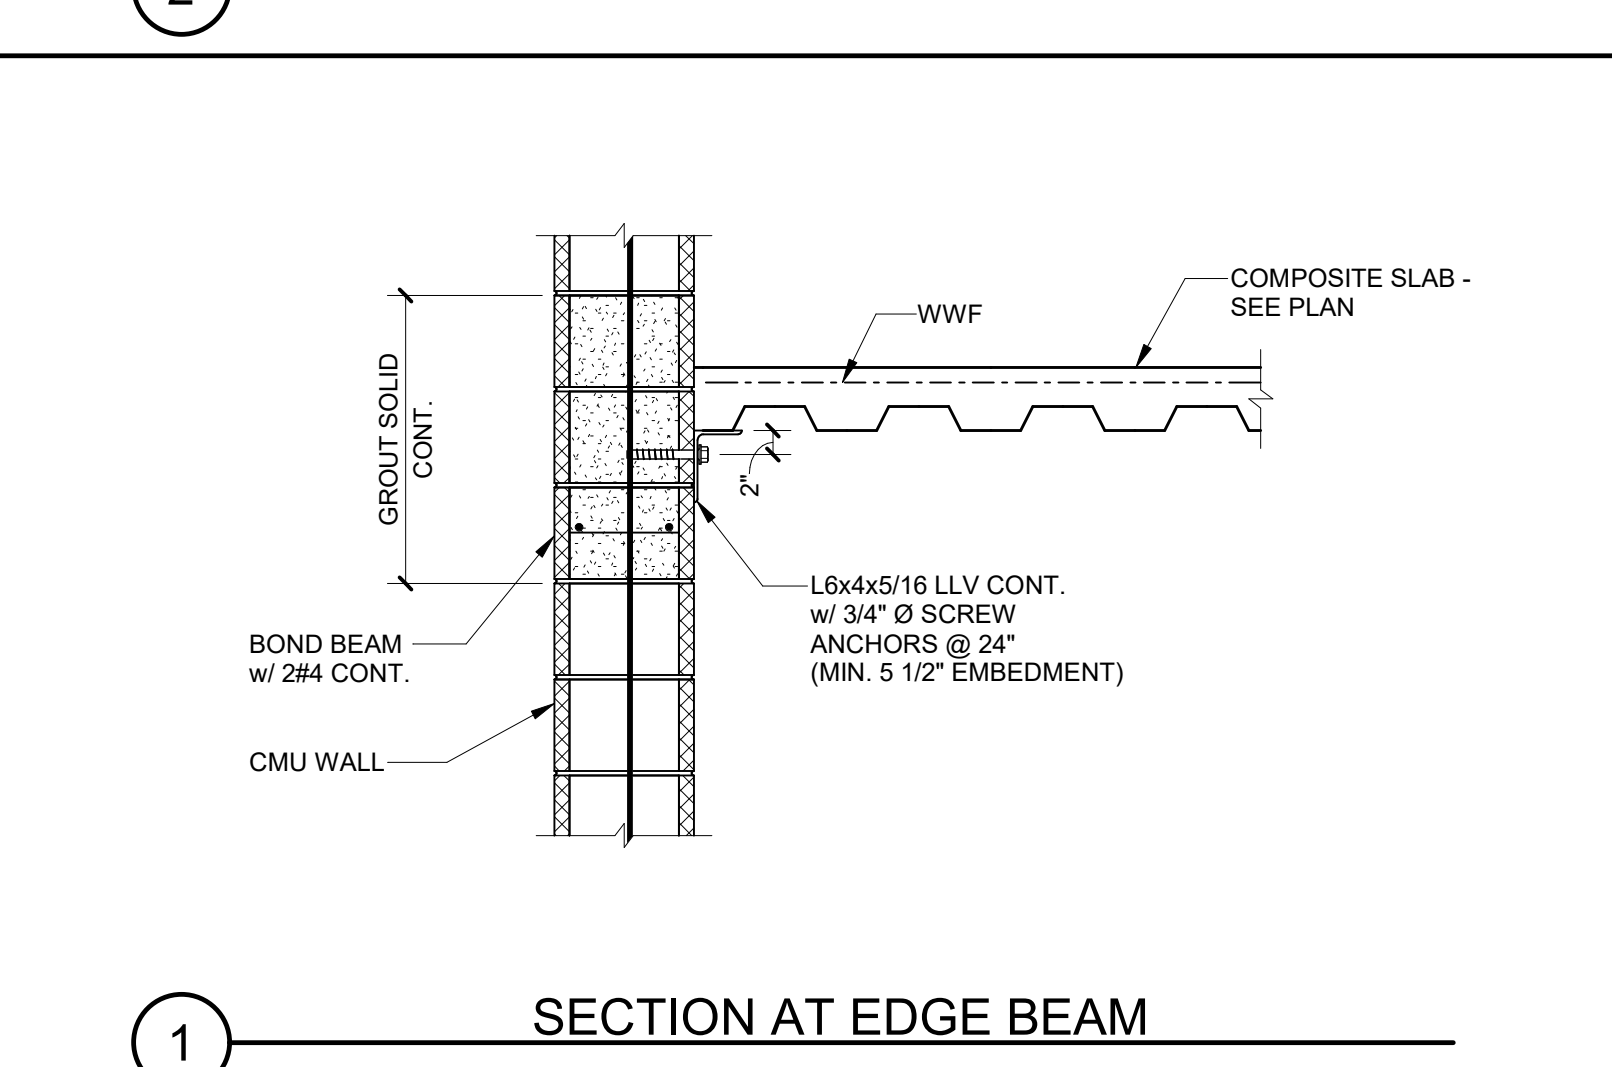 2
COMPOSITE SLAB -
SEE PLAN
WWF
GROUT SOLID
CONT.
2"
L6x4x5/16 LLV CONT.
w/ 3/4" Ø SCREW
ANCHORS @ 24"
(MIN. 5 1/2" EMBEDMENT)
BOND BEAM
w/ 2#4 CONT.
CMU WALL
SECTION AT EDGE BEAM
1